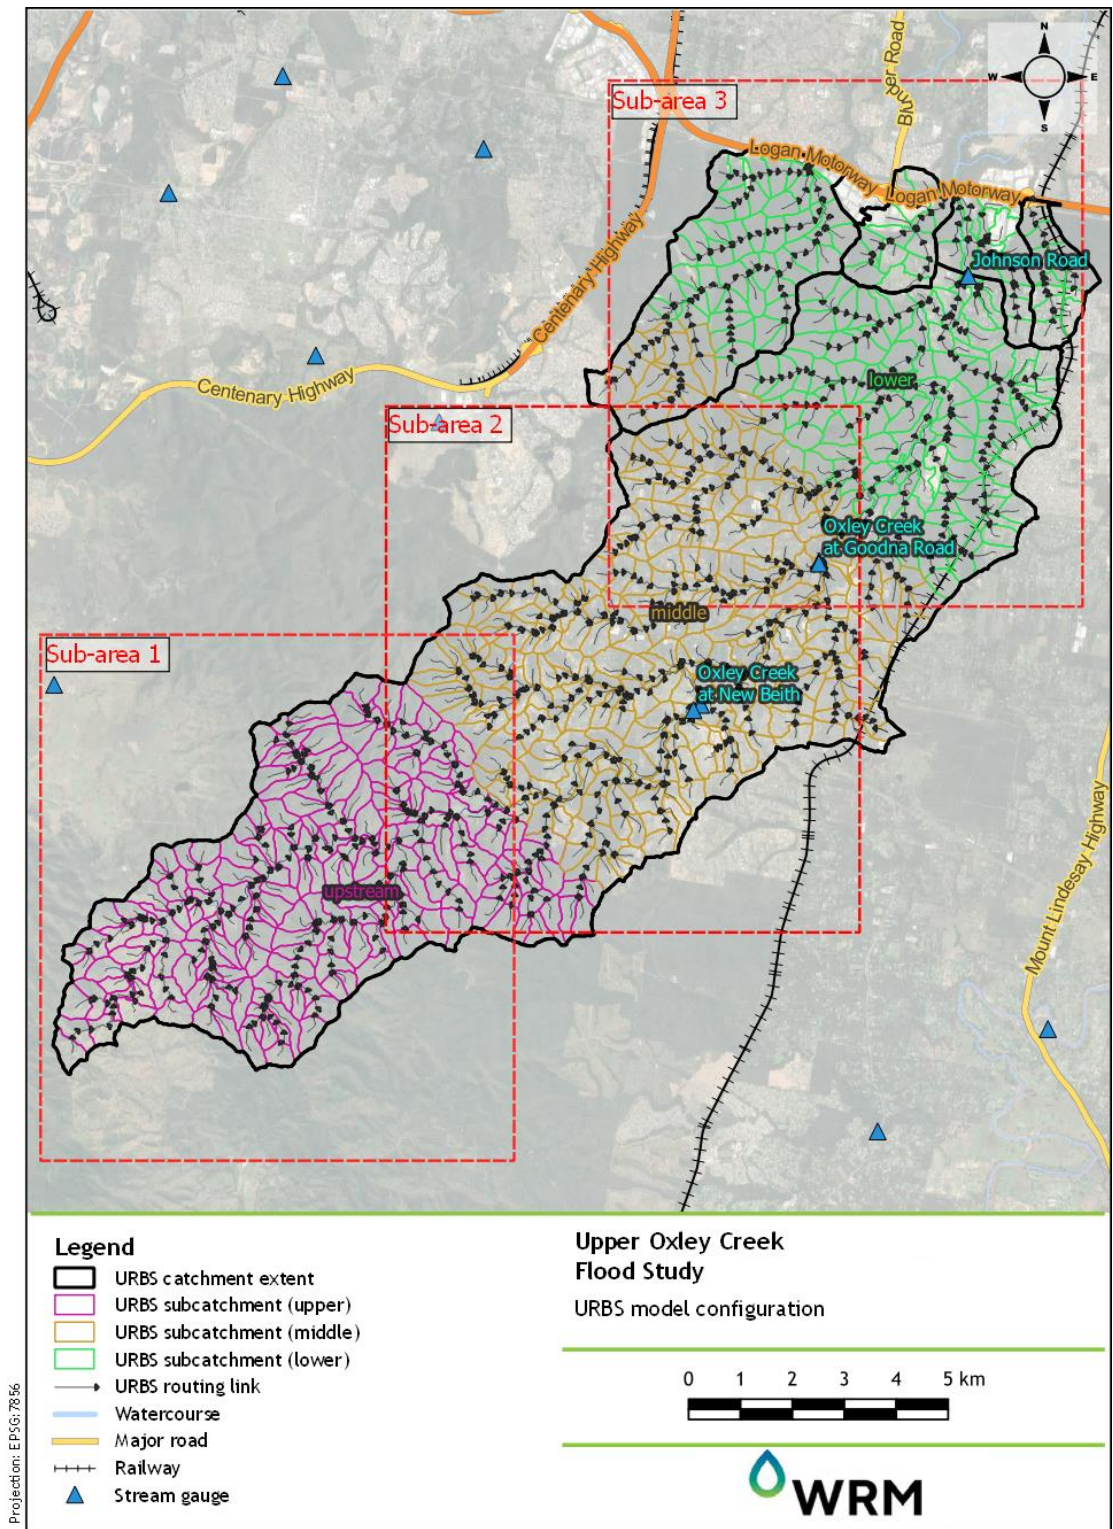 N
W
E
S
Sub-area 3
Blunder Road
Logan Motorway
Logan Motorway
Johnson Road
Centenary Highway
Centenary Highway
lower
Sub-area 2
Oxley Creek
at Goodna Road
middle
Sub-area 1
Oxley Creek
at New Beith
upstream
Mount Lindesay Highway
Legend
URBS catchment extent
URBS subcatchment (upper)
URBS subcatchment (middle)
URBS subcatchment (lower)
URBS routing link
Watercourse
Major road
Railway
Stream gauge
Upper Oxley Creek
Flood Study
URBS model configuration
0 1 2 3 4 5 km
WRM
Projection: EPSG:7856